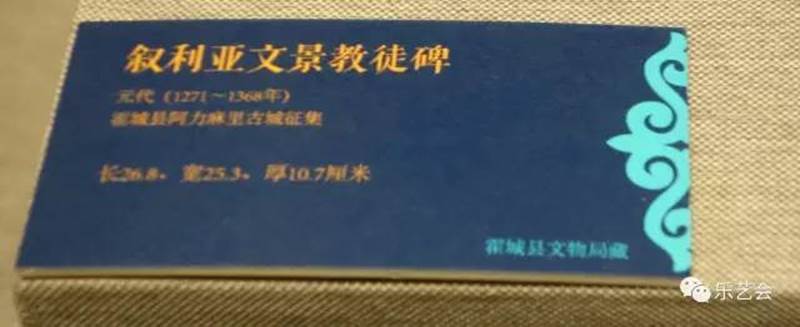 叙利亚文景教徒碑
元代（1271～1368年）
霍城县阿力麻里古城征集
长26.8，宽25.3，厚10.7厘米
霍城县文物局藏
乐艺会